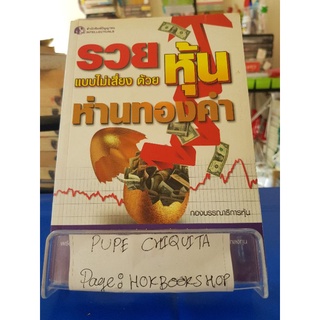 รวย หุ้น
แบบไม่เสี่ยง ด้วย
ห่านทองคำ
กองบรรณาธิการหุ้น
PUPE CHIQUITA
Page: HOKBOOKSHOP